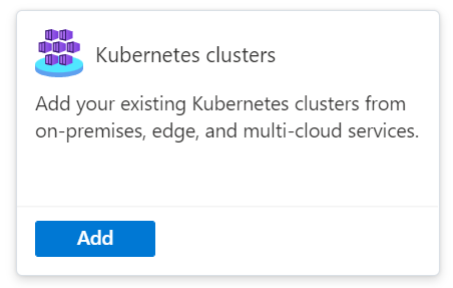 Kubernetes clusters
Add your existing Kubernetes clusters from
on-premises, edge, and multi-cloud services.
Add